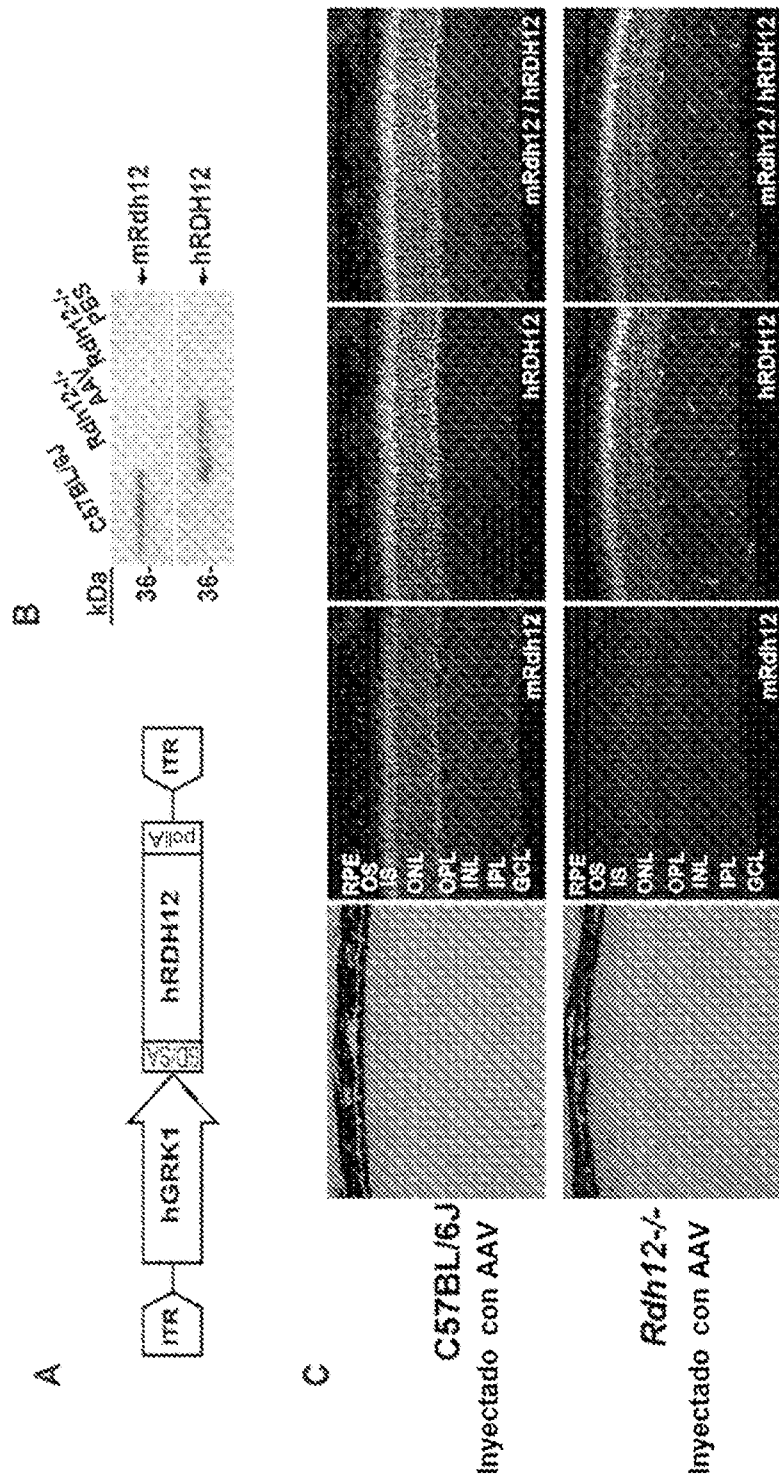 A
ITR
hGRK1
SD/SA
hRDH12
poliA
ITR
B
kDa
C57BL/6J
Rdh12-/-
AAV
Rdh12-/-
PBS
36-
mRdh12
36-
hRDH12
C
C57BL/6J
Inyectado con AAV
RPE
OS
IS
ONL
OPL
INL
IPL
GCL
mRdh12
hRDH12
mRdh12 / hRDH12
Rdh12-/-
Inyectado con AAV
RPE
OS
IS
ONL
OPL
INL
IPL
GCL
mRdh12
hRDH12
mRdh12 / hRDH12